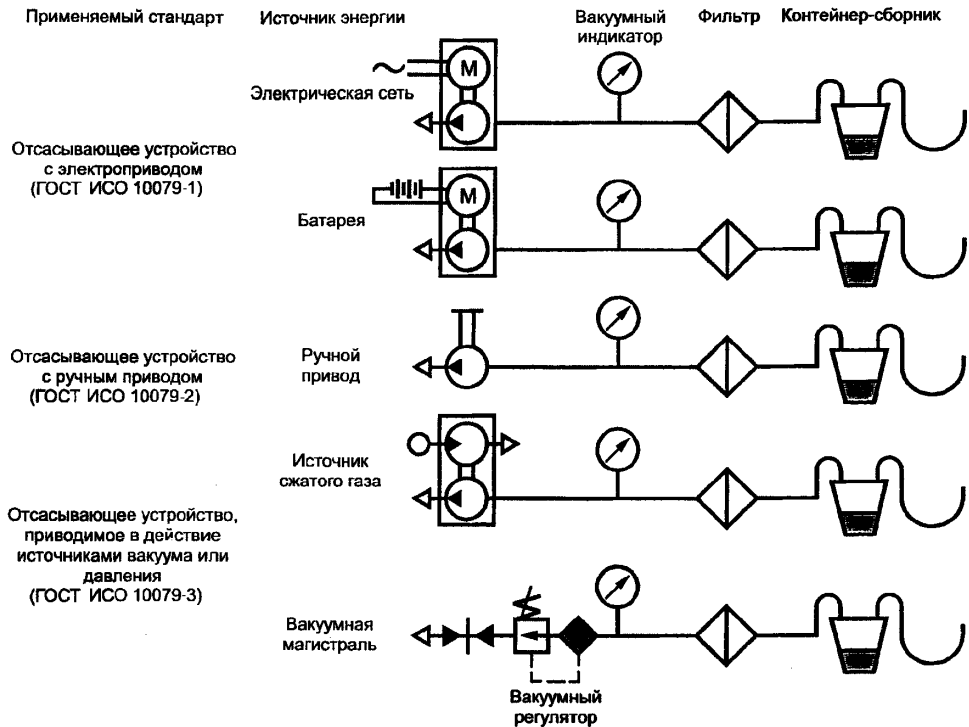 Применяемый стандарт
Источник энергии
Вакуумный
индикатор
Фильтр
Контейнер-сборник
M
Электрическая сеть
Отсасывающее устройство
с электроприводом
(ГОСТ ИСО 10079-1)
M
Батарея
Отсасывающее устройство
с ручным приводом
(ГОСТ ИСО 10079-2)
Ручной
привод
Источник
сжатого газа
Отсасывающее устройство,
приводимое в действие
источниками вакуума или
давления
(ГОСТ ИСО 10079-3)
Вакуумная
магистраль
Вакуумный
регулятор